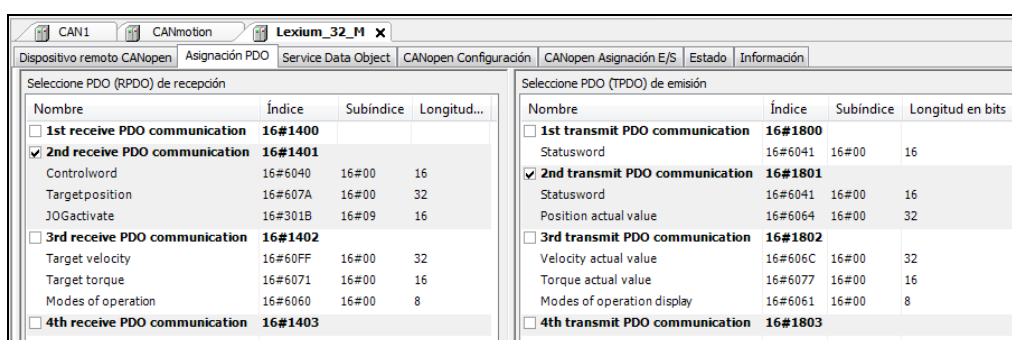 CAN1 CANmotion Lexium_32_M x
Dispositivo remoto CANopen Asignación PDO Service Data Object CANopen Configuración CANopen Asignación E/S Estado Información
Seleccione PDO (RPDO) de recepción
Nombre Índice Subíndice Longitud...
1st receive PDO communication 16#1400
2nd receive PDO communication 16#1401
Controlword 16#6040 16#00 16
Targetposition 16#607A 16#00 32
JOGactivate 16#301B 16#09 16
3rd receive PDO communication 16#1402
Target velocity 16#60FF 16#00 32
Target torque 16#6071 16#00 16
Modes of operation 16#6060 16#00 8
4th receive PDO communication 16#1403
Seleccione PDO (TPDO) de emisión
Nombre Índice Subíndice Longitud en bits
1st transmit PDO communication 16#1800
Statusword 16#6041 16#00 16
2nd transmit PDO communication 16#1801
Statusword 16#6041 16#00 16
Position actual value 16#6064 16#00 32
3rd transmit PDO communication 16#1802
Velocity actual value 16#606C 16#00 32
Torque actual value 16#6077 16#00 16
Modes of operation display 16#6061 16#00 8
4th transmit PDO communication 16#1803